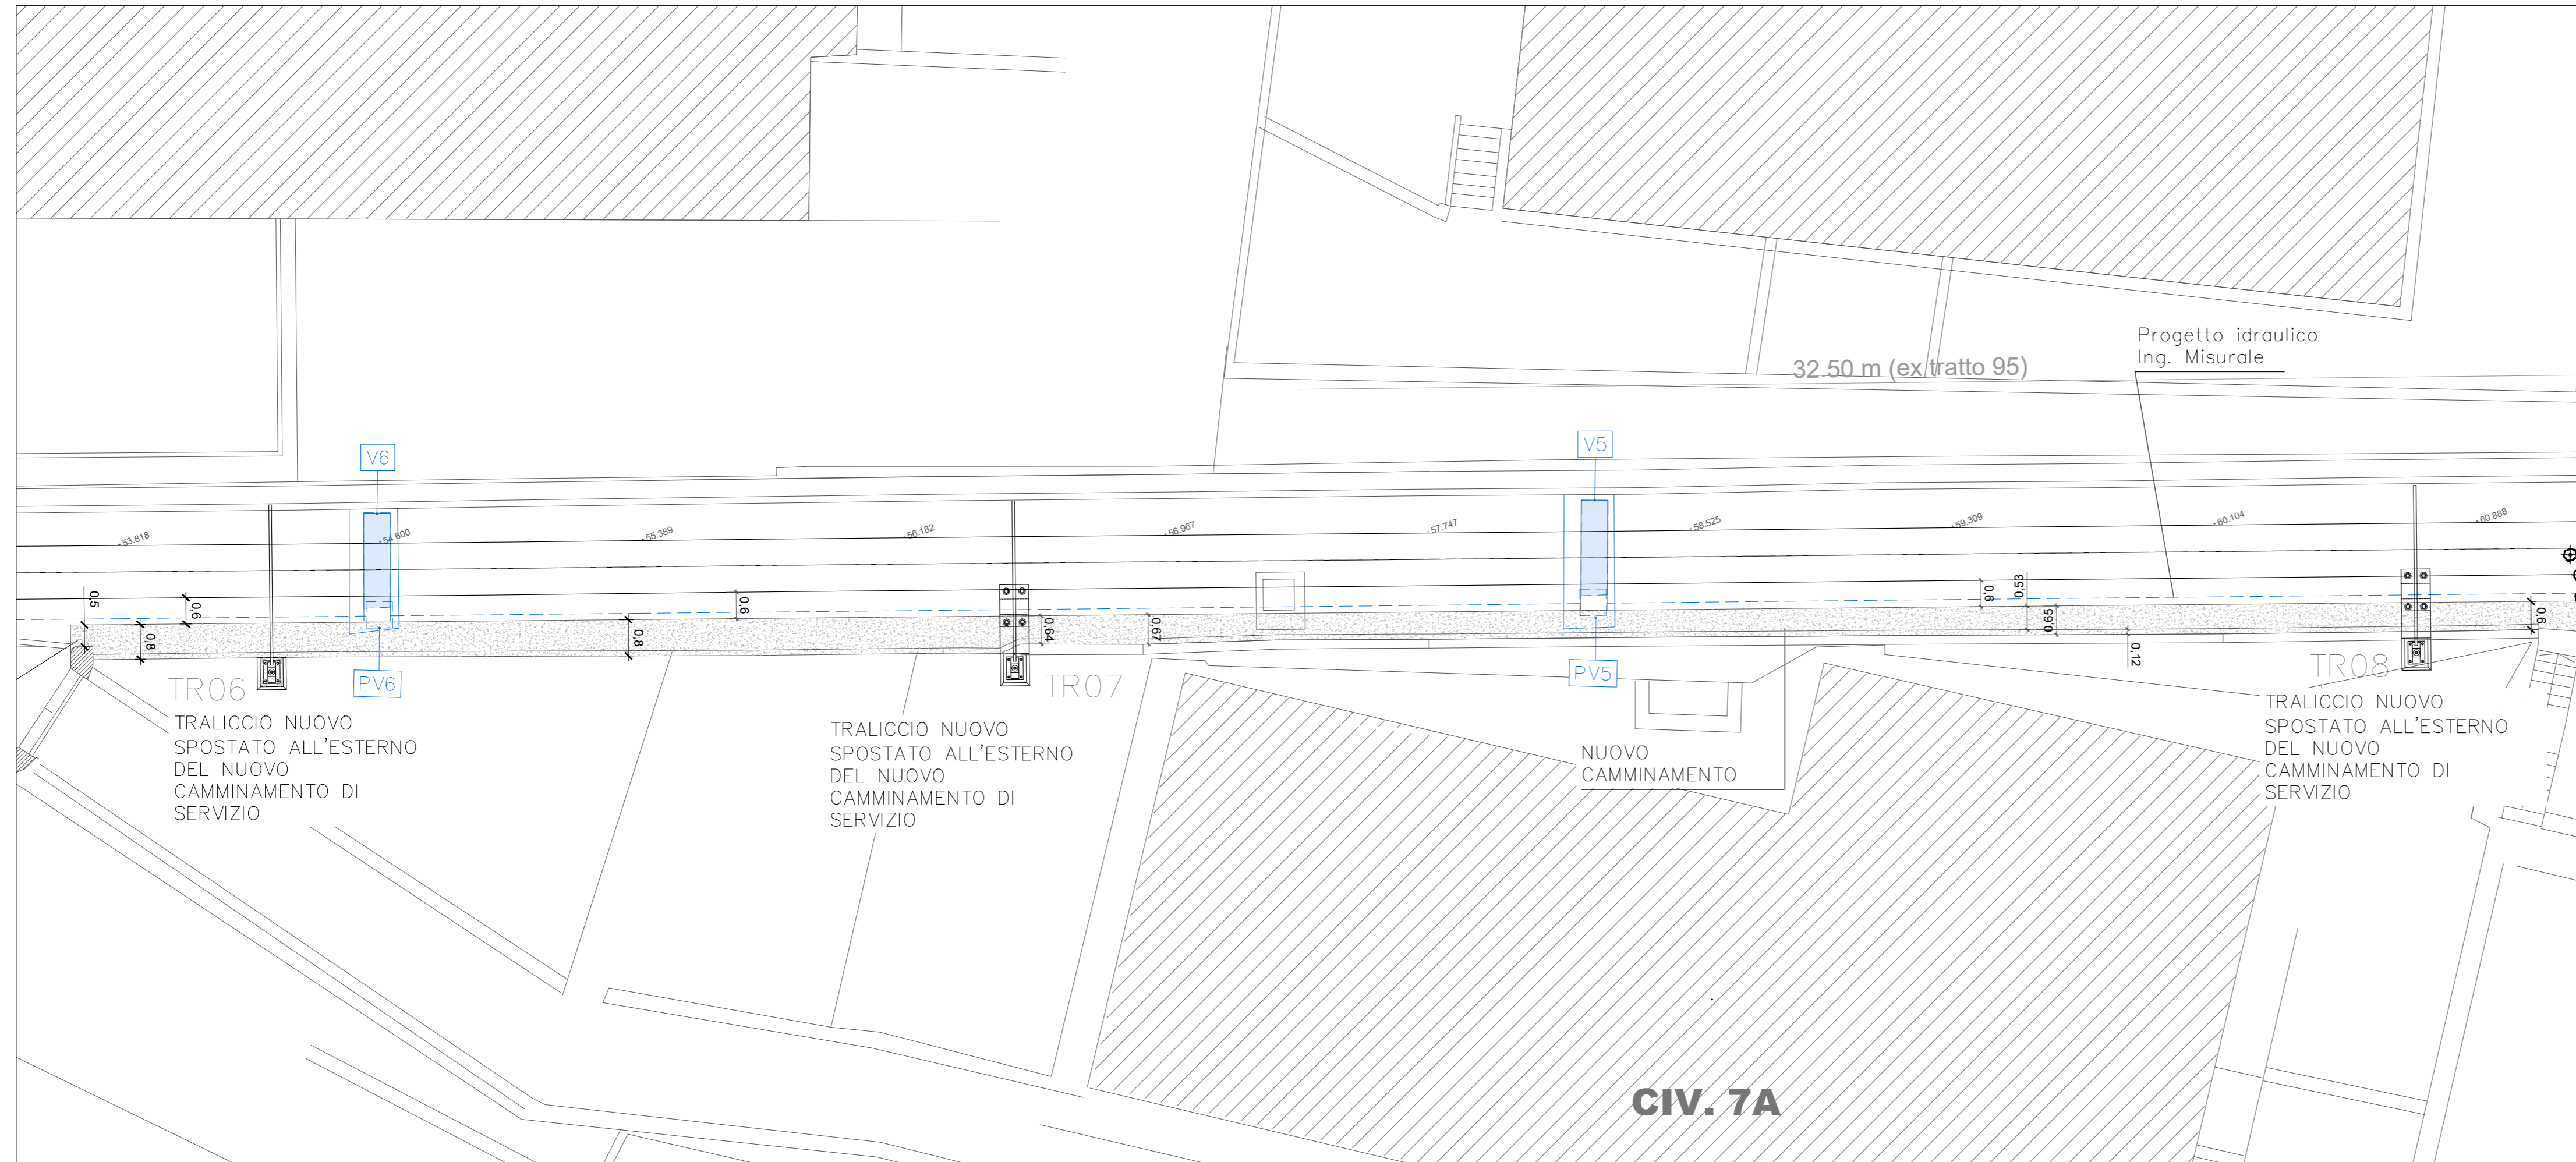 Progetto idraulico
Ing. Misurale
32.50 m (ex tratto 95)
V6
V5
53.818
54.600
55.389
56.182
56.967
57.747
58.525
59.309
60.104
60.888
0,5
0,6
0,8
0,6
0,8
0,64
0,67
0,6
0,53
0,65
0,12
0,6
PV6
PV5
TR06
TR07
TR08
TRALICCIO NUOVO
SPOSTATO ALL'ESTERNO
DEL NUOVO
CAMMINAMENTO DI
SERVIZIO
TRALICCIO NUOVO
SPOSTATO ALL'ESTERNO
DEL NUOVO
CAMMINAMENTO DI
SERVIZIO
NUOVO
CAMMINAMENTO
TRALICCIO NUOVO
SPOSTATO ALL'ESTERNO
DEL NUOVO
CAMMINAMENTO DI
SERVIZIO
CIV. 7A